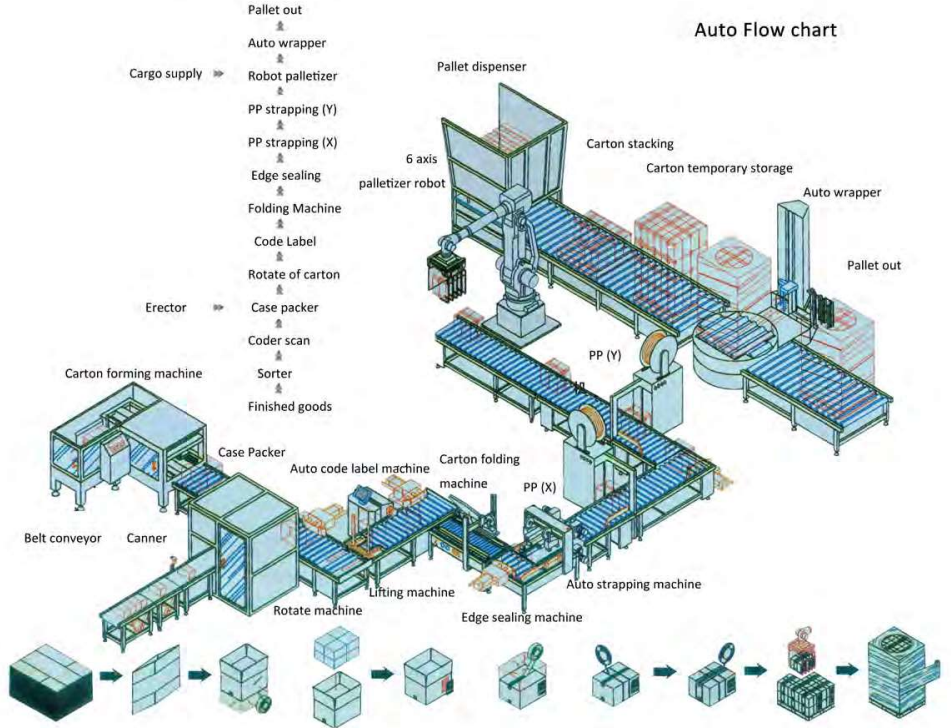 Auto Flow chart
Pallet out
Auto wrapper
Cargo supply
Robot palletizer
PP strapping (Y)
PP strapping (X)
Edge sealing
Folding Machine
Code Label
Rotate of carton
Erector
Case packer
Coder scan
Sorter
Finished goods
Pallet dispenser
Carton stacking
6 axis
palletizer robot
Carton temporary storage
Auto wrapper
Pallet out
PP (Y)
Carton forming machine
Case Packer
Auto code label machine
Carton folding
machine
PP (X)
Belt conveyor
Canner
Rotate machine
Lifting machine
Edge sealing machine
Auto strapping machine